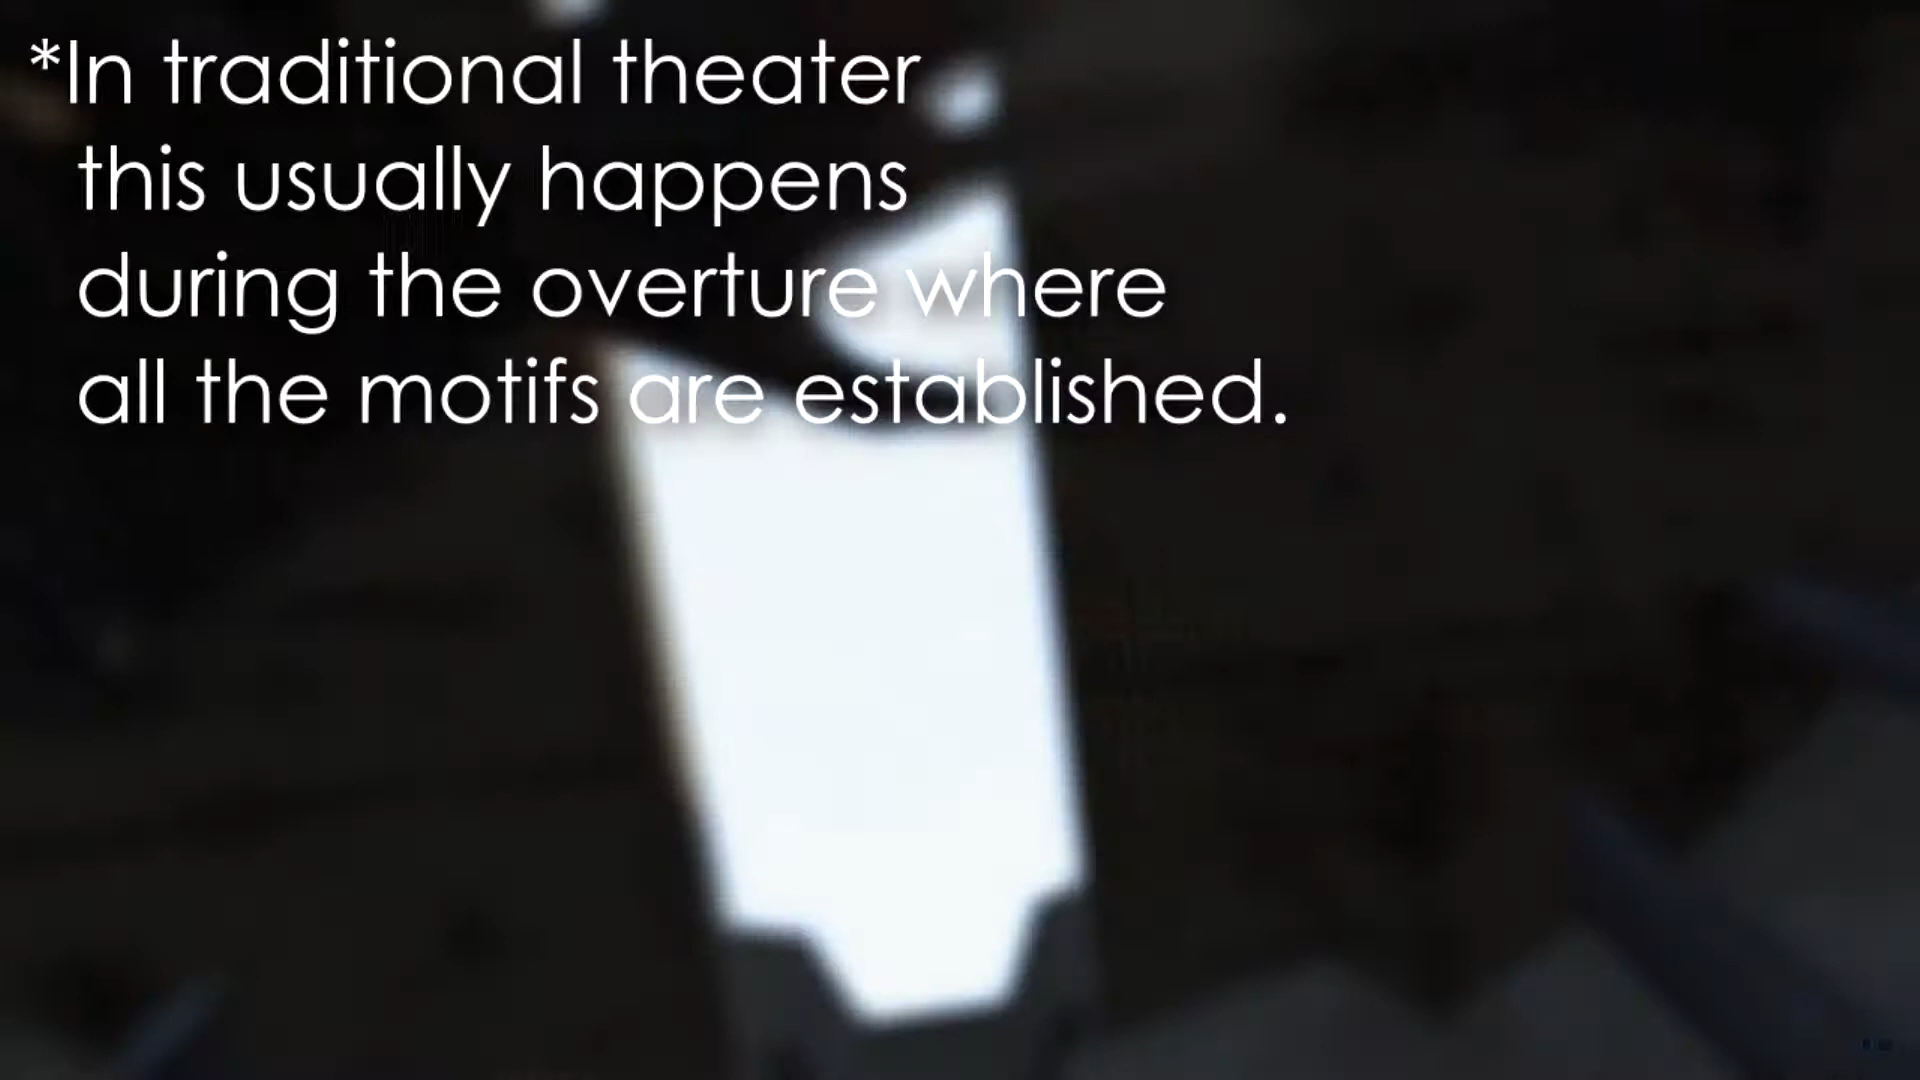 *In traditional theater
this usually happens
during the overture where
all the motifs are established.